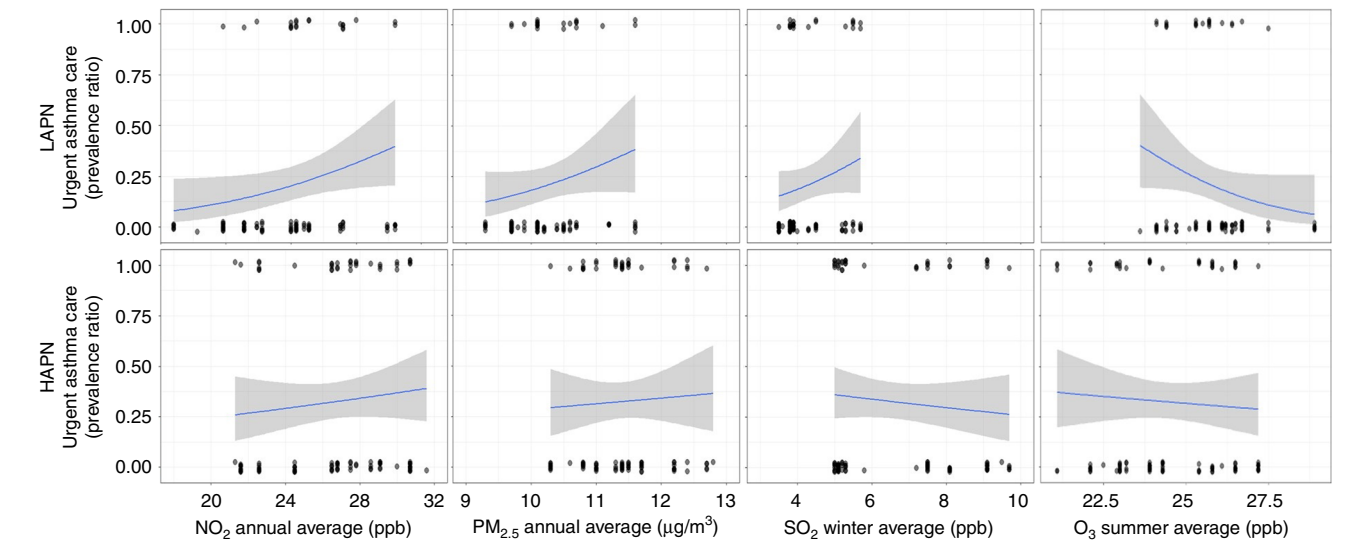 LAPN
Urgent asthma care
(prevalence ratio)
1.00
0.75
0.50
0.25
0.00
HAPN
Urgent asthma care
(prevalence ratio)
1.00
0.75
0.50
0.25
0.00
20 24 28 32
NO₂ annual average (ppb)
9 10 11 12 13
PM₂.₅ annual average (μg/m³)
4 6 8 10
SO₂ winter average (ppb)
22.5 25 27.5
O₃ summer average (ppb)